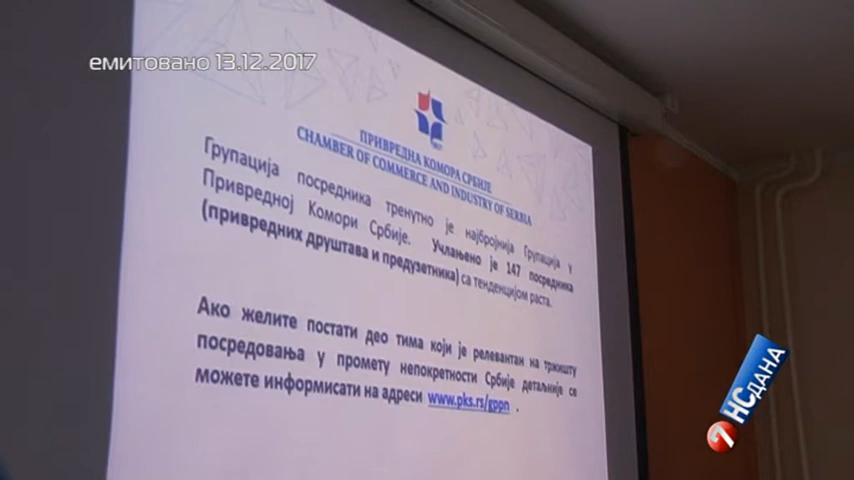 емитовано 13.12.2017
ПРИВРЕДНА КОМОРА СРБИЈЕ
CHAMBER OF COMMERCE AND INDUSTRY OF SERBIA
Групација посредника тренутно је најбројнија Групација у
Привредној Комори Србије. Учлањено је 147 посредника
(привредних друштава и предузетника) са тенденцијом раста.
Ако желите постати део тима који је релевантан на тржишту
посредовања у промету непокретности Србије детаљније се
можете информисати на адреси www.pks.rs/gppn .
7 НСДАНА